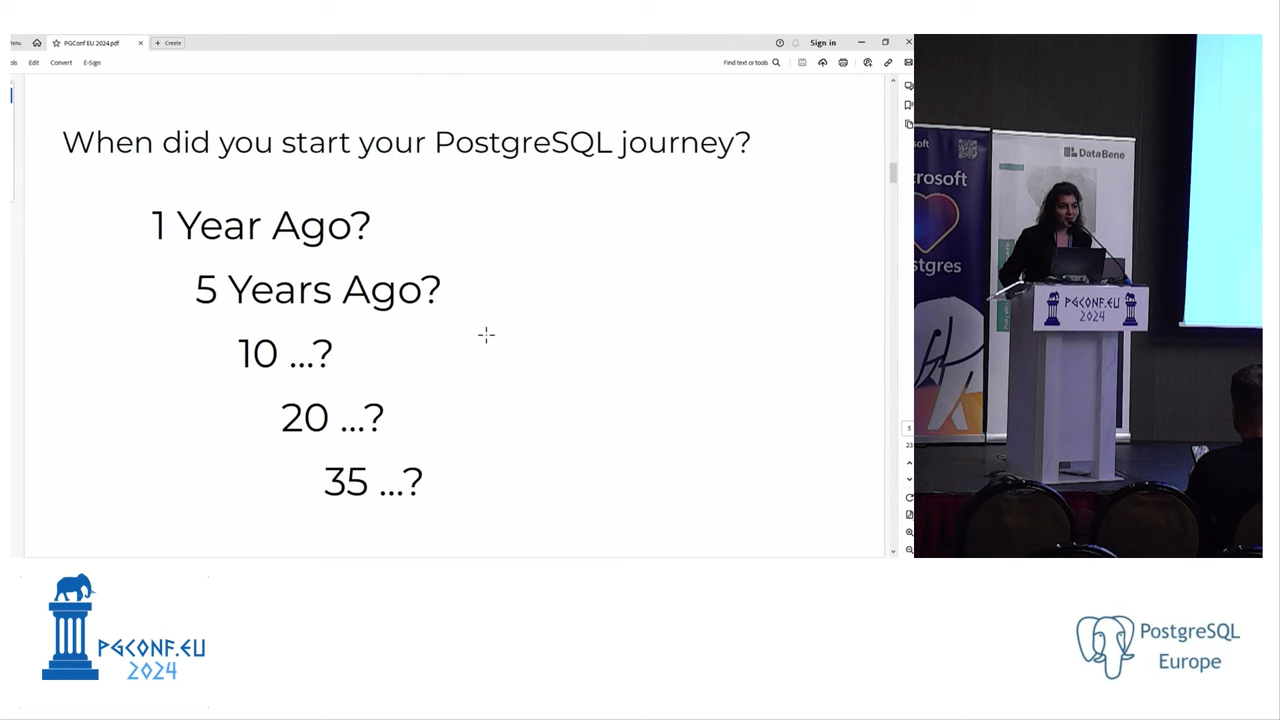 PGConf EU 2024.pdf
Create
Sign in
Edit
Convert
E-Sign
Find text or tools
When did you start your PostgreSQL journey?
1 Year Ago?
5 Years Ago?
10 ...?
20 ...?
35 ...?
5
DataBene
PGCONF.EU
2024
PGCONF.EU
2024
PostgreSQL
Europe